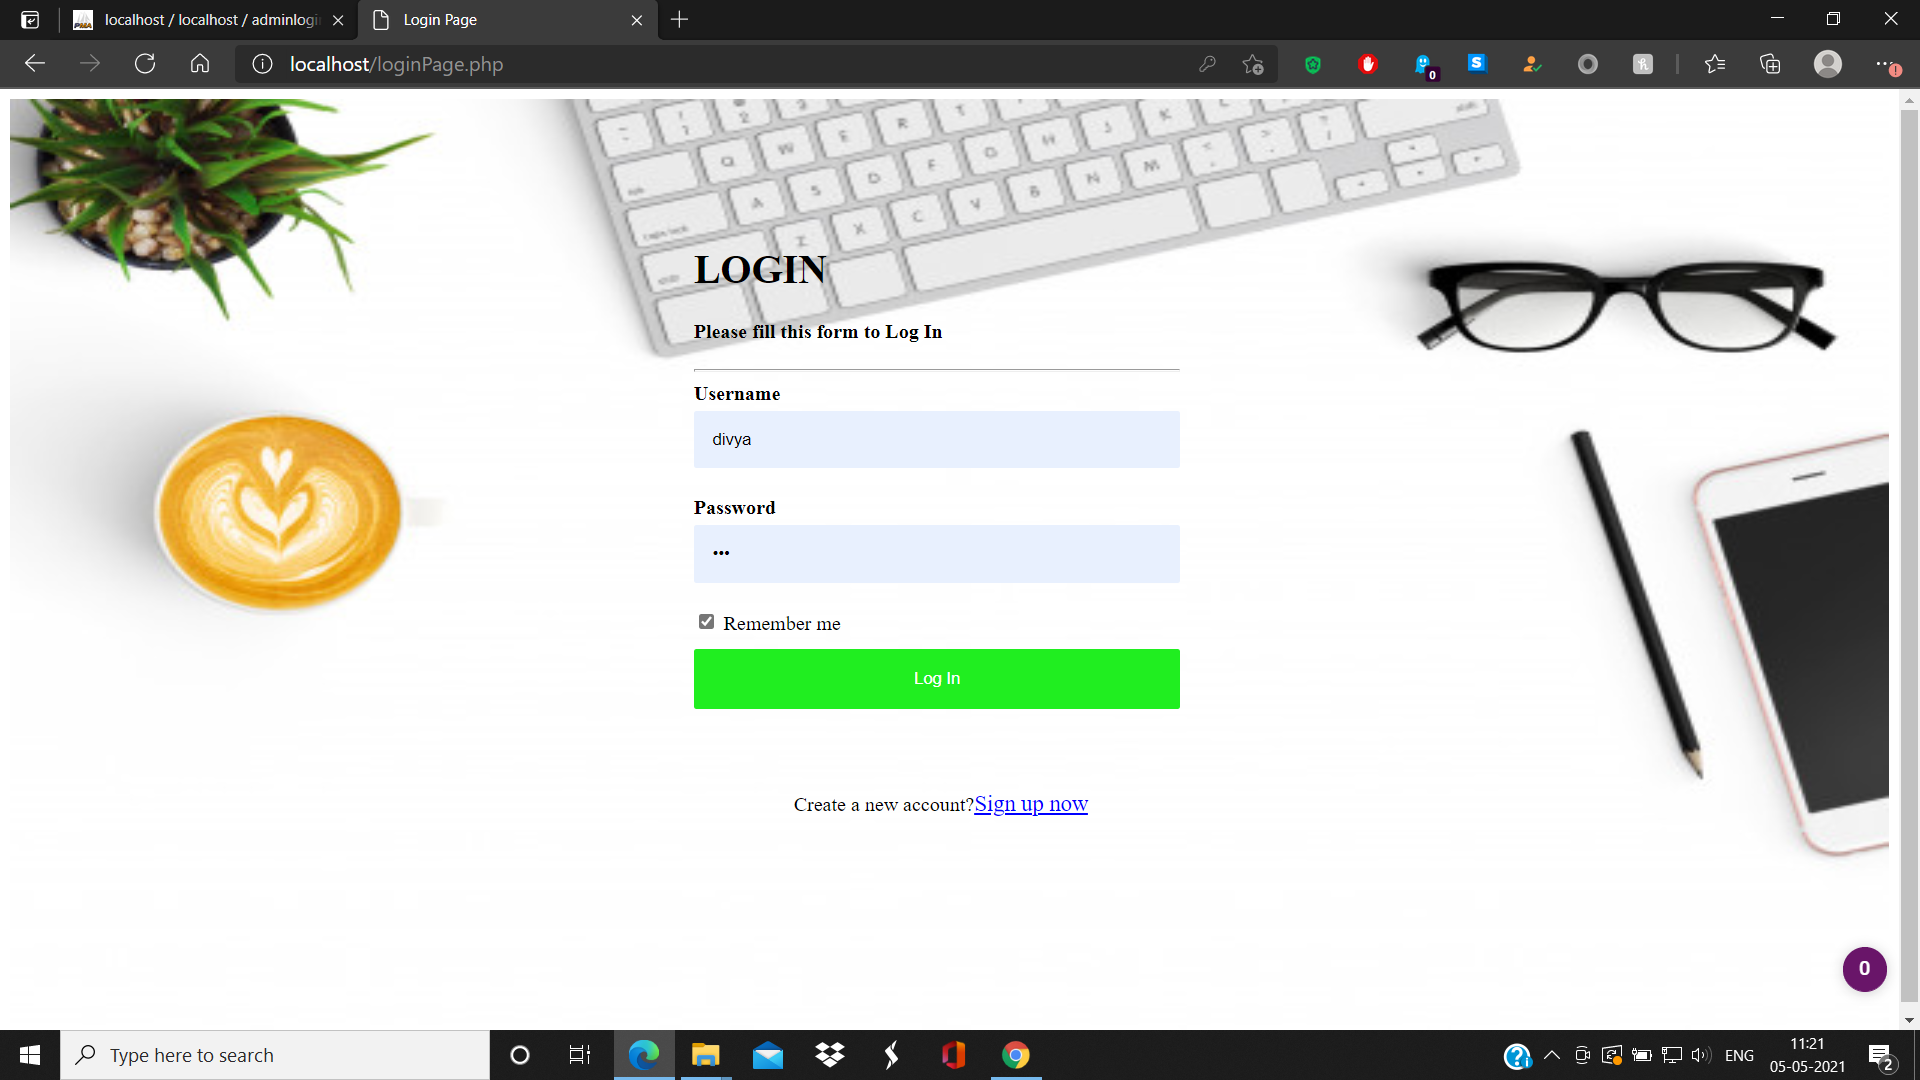 localhost / localhost / adminlogi
Login Page
localhost/loginPage.php
0
LOGIN
Please fill this form to Log In
Username
divya
Password
•••
Remember me
Log In
Create a new account?Sign up now
0
Type here to search
ENG
11:21
05-05-2021
2